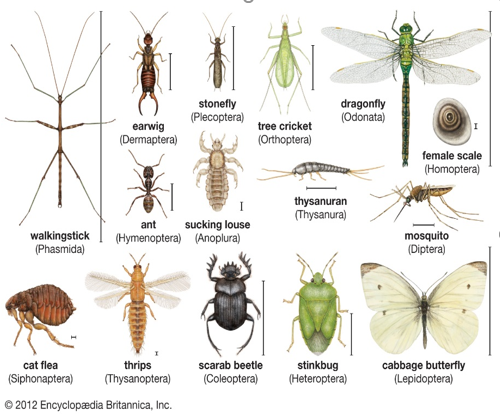 earwig
(Dermaptera)
stonefly
(Plecoptera)
tree cricket
(Orthoptera)
dragonfly
(Odonata)
female scale
(Homoptera)
walkingstick
(Phasmida)
ant
(Hymenoptera)
sucking louse
(Anoplura)
thysanuran
(Thysanura)
mosquito
(Diptera)
cat flea
(Siphonaptera)
thrips
(Thysanoptera)
scarab beetle
(Coleoptera)
stinkbug
(Heteroptera)
cabbage butterfly
(Lepidoptera)
© 2012 Encyclopædia Britannica, Inc.